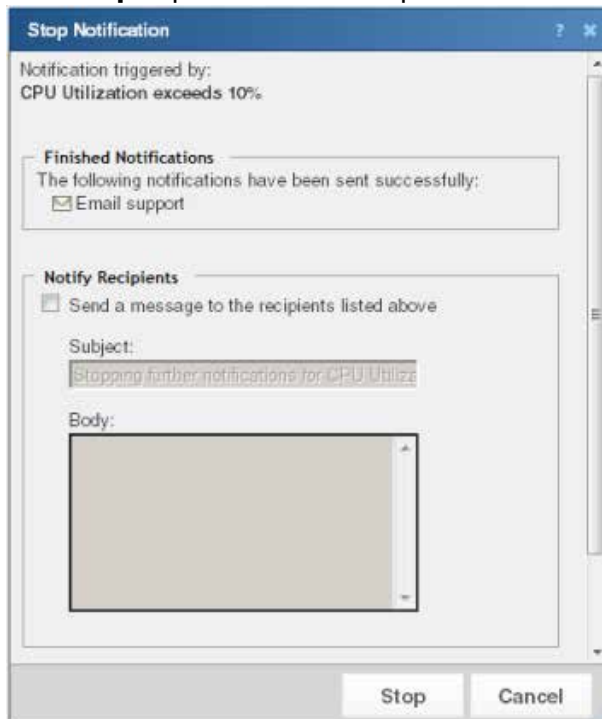 Stop Notification ?
Notification triggered by:
CPU Utilization exceeds 10%
Finished Notifications
The following notifications have been sent successfully:
Email support
Notify Recipients
Send a message to the recipients listed above
Subject:
Stopping further notifications for CPU Utiliza
Body:
Stop Cancel